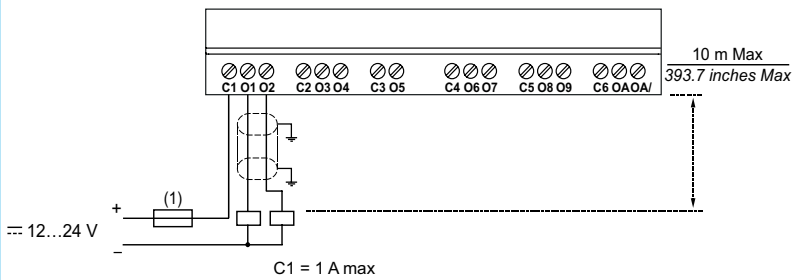 10 m Max
393.7 inches Max
C1 O1 O2 C2 O3 O4 C3 O5 C4 O6 O7 C5 O8 O9 C6 OA OA/
(1)
+
12...24 V
–
C1 = 1 A max